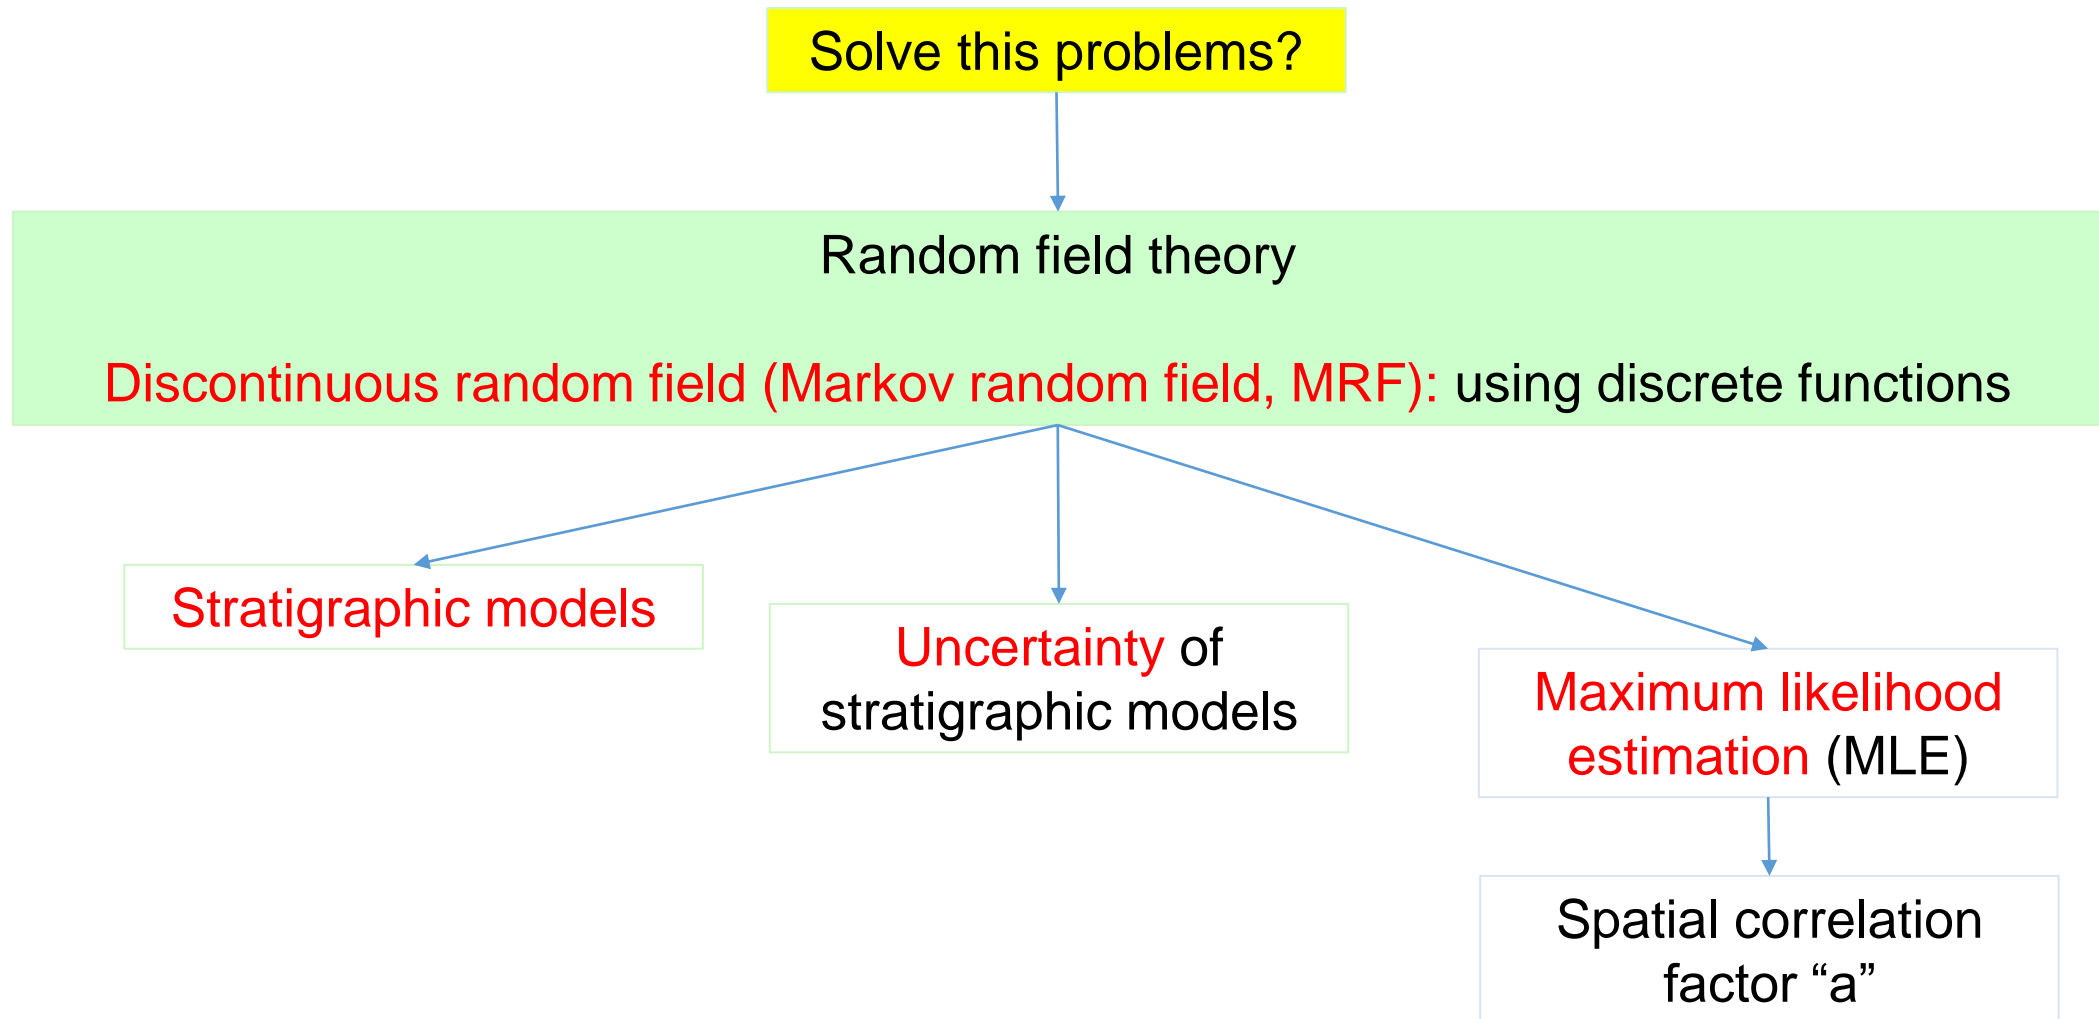 Solve this problems?
Random field theory
Discontinuous random field (Markov random field, MRF): using discrete functions
Stratigraphic models
Uncertainty of
stratigraphic models
Maximum likelihood
estimation (MLE)
Spatial correlation
factor “a”